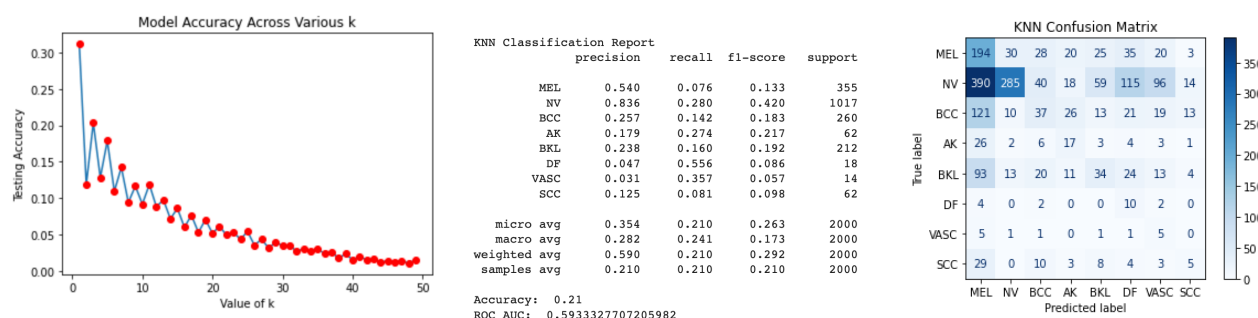 Model Accuracy Across Various k
0.30
0.25
0.20
0.15
0.10
0.05
0.00
Testing Accuracy
0 10 20 30 40 50
Value of k
KNN Classification Report
precision recall f1-score support
MEL 0.540 0.076 0.133 355
NV 0.836 0.280 0.420 1017
BCC 0.257 0.142 0.183 260
AK 0.179 0.274 0.217 62
BKL 0.238 0.160 0.192 212
DF 0.047 0.556 0.086 18
VASC 0.031 0.357 0.057 14
SCC 0.125 0.081 0.098 62
micro avg 0.354 0.210 0.263 2000
macro avg 0.282 0.241 0.173 2000
weighted avg 0.590 0.210 0.292 2000
samples avg 0.210 0.210 0.210 2000
Accuracy: 0.21
ROC AUC: 0.5933327707205982
KNN Confusion Matrix
True label
MEL 194 30 28 20 25 35 20 3
NV 390 285 40 18 59 115 96 14
BCC 121 10 37 26 13 21 19 13
AK 26 2 6 17 3 4 3 1
BKL 93 13 20 11 34 24 13 4
DF 4 0 2 0 0 10 2 0
VASC 5 1 1 0 1 1 5 0
SCC 29 0 10 3 8 4 3 5
MEL NV BCC AK BKL DF VASC SCC
Predicted label
0